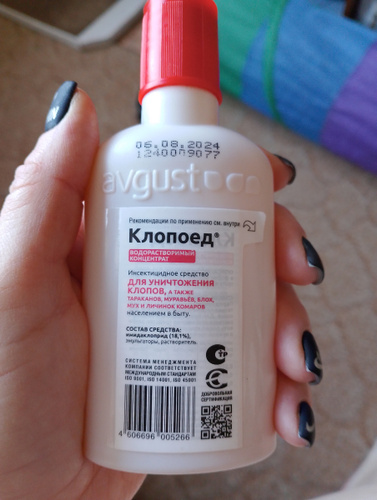 06.08.2024
1240009077
avgust
Рекомендации по применению см. внутри
Клопоед®
ВОДОРАСТВОРИМЫЙ
КОНЦЕНТРАТ
Инсектицидное средство
ДЛЯ УНИЧТОЖЕНИЯ
КЛОПОВ, А ТАКЖЕ
ТАРАКАНОВ, МУРАВЬЁВ, БЛОХ,
МУХ И ЛИЧИНОК КОМАРОВ
населением в быту.
СОСТАВ СРЕДСТВА:
имидаклоприд (18,1%),
эмульгаторы, растворитель.
СИСТЕМА МЕНЕДЖМЕНТА
КОМПАНИИ СООТВЕТСТВУЕТ
МЕЖДУНАРОДНЫМ СТАНДАРТАМ
ISO 9001, ISO 14001, ISO 45001
ДОБРОВОЛЬНАЯ
СЕРТИФИКАЦИЯ
4 606696 005266